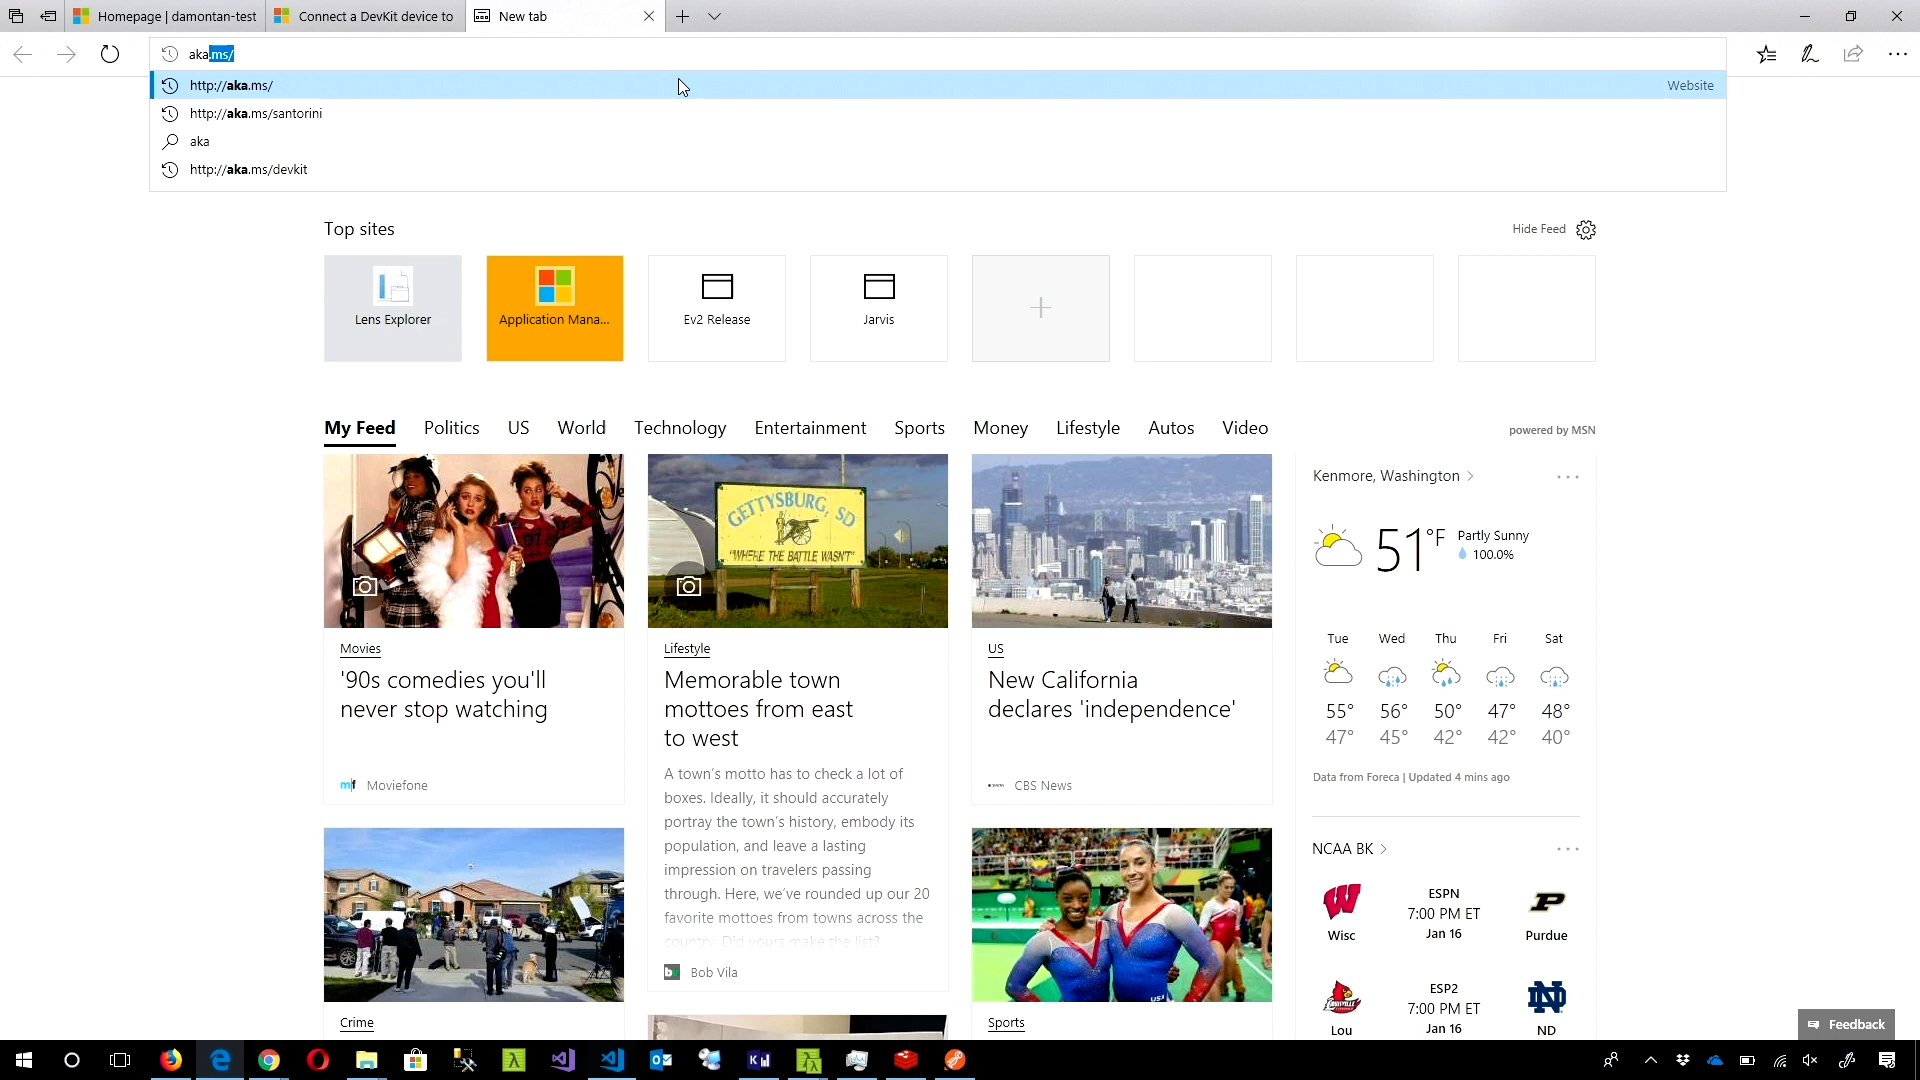 Homepage | damontan-test
Connect a DevKit device to
New tab
aka.ms/
http://aka.ms/
Website
http://aka.ms/santorini
aka
http://aka.ms/devkit
Top sites
Hide Feed
Lens Explorer
Application Mana...
Ev2 Release
Jarvis
My Feed
Politics
US
World
Technology
Entertainment
Sports
Money
Lifestyle
Autos
Video
powered by MSN
GETTYSBURG, SD
"WHERE THE BATTLE WASN'T"
Movies
'90s comedies you'll
never stop watching
Moviefone
Lifestyle
Memorable town
mottoes from east
to west
A town's motto has to check a lot of
boxes. Ideally, it should accurately
portray the town's history, embody its
population, and leave a lasting
impression on travelers passing
through. Here, we've rounded up our 20
favorite mottoes from towns across the
country. Did yours make the list?
Bob Vila
US
New California
declares 'independence'
CBS News
Kenmore, Washington
51°F
Partly Sunny
100.0%
Tue Wed Thu Fri Sat
55° 56° 50° 47° 48°
47° 45° 42° 42° 40°
Data from Foreca | Updated 4 mins ago
NCAA BK
Wisc
ESPN
7:00 PM ET
Jan 16
Purdue
Lou
ESP2
7:00 PM ET
Jan 16
ND
Crime
USA
Sports
Feedback